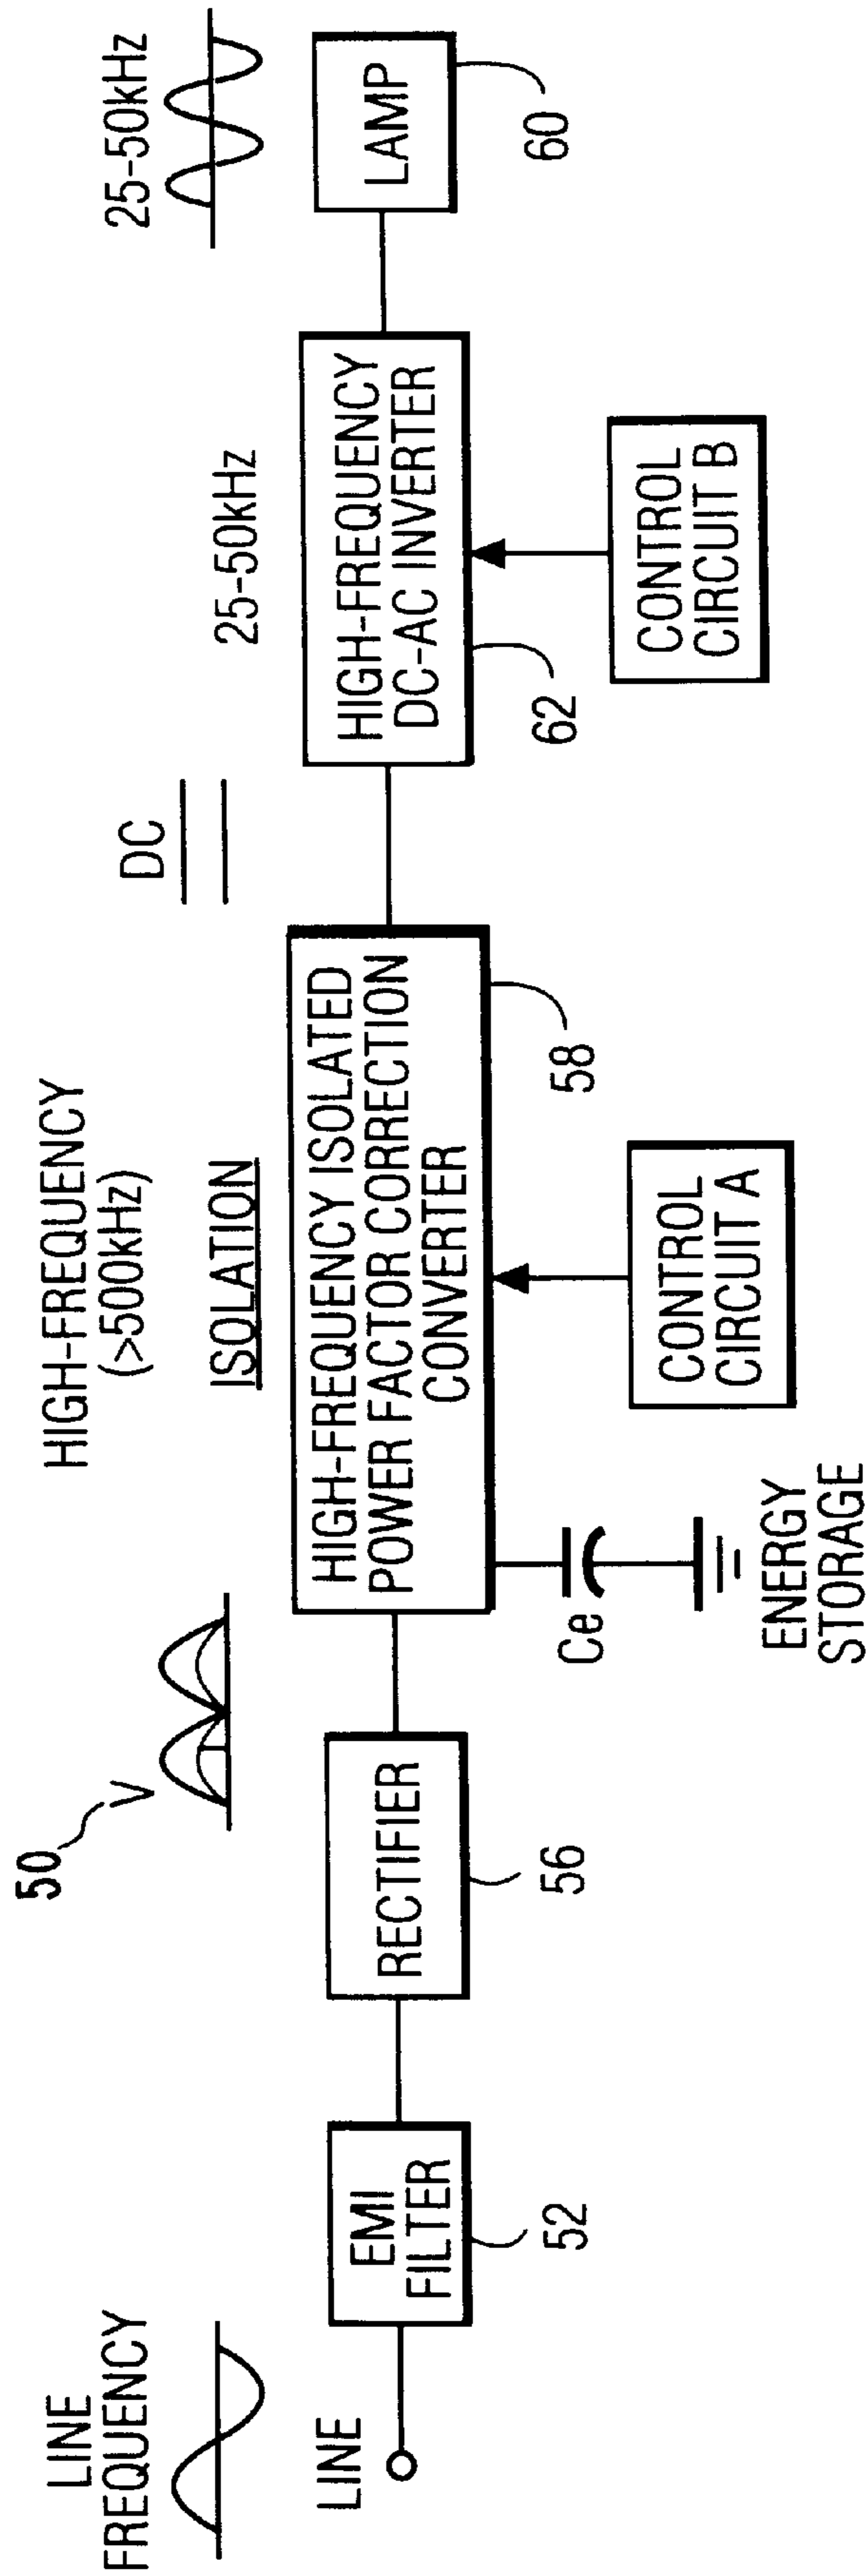 LINE
FREQUENCY
50
V
HIGH-FREQUENCY
(>500kHz)
ISOLATION
DC
25-50kHz
25-50kHz
LINE
EMI
FILTER
52
RECTIFIER
56
HIGH-FREQUENCY ISOLATED
POWER FACTOR CORRECTION
CONVERTER
58
Ce
ENERGY
STORAGE
CONTROL
CIRCUIT A
HIGH-FREQUENCY
DC-AC INVERTER
62
CONTROL
CIRCUIT B
LAMP
60